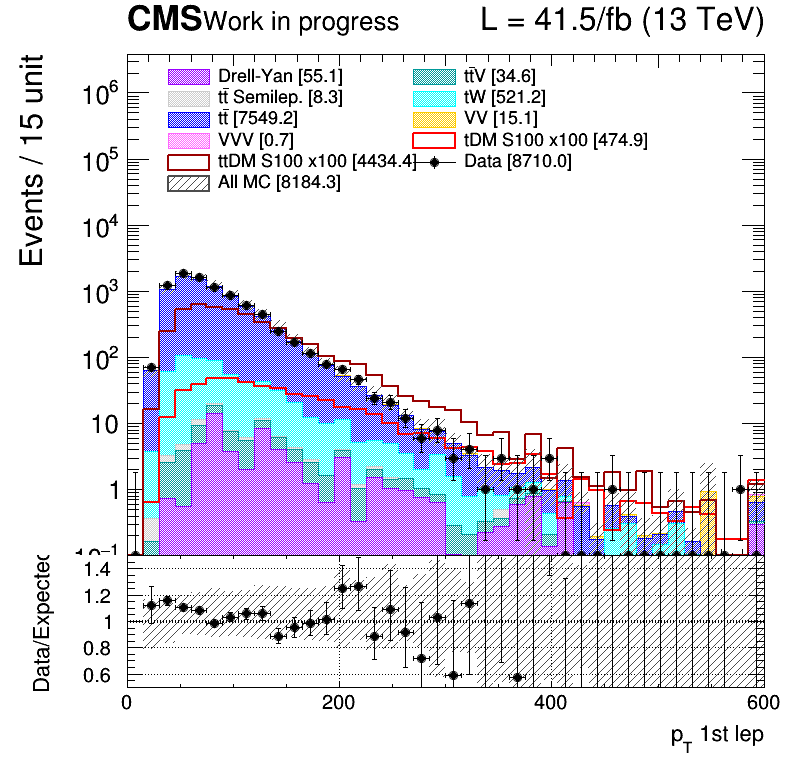 CMS Work in progress L = 41.5/fb (13 TeV)
Events / 15 unit
Drell-Yan [55.1] tt̄V [34.6]
tt̄ Semilep. [8.3] tW [521.2]
tt̄ [7549.2] VV [15.1]
VVV [0.7] tDM S100 x100 [474.9]
ttDM S100 x100 [4434.4] Data [8710.0]
All MC [8184.3]
10⁶
10⁵
10⁴
10³
10²
10
1
10⁻¹
Data/Expected
1.4
1.2
1
0.8
0.6
0 200 400 600
p_T 1st lep